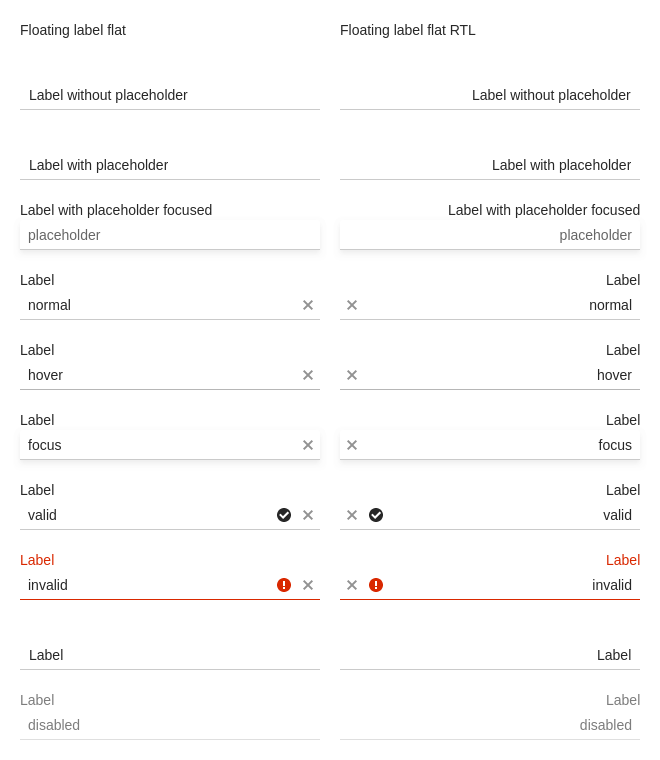 Floating label flat
Floating label flat RTL
Label without placeholder
Label without placeholder
Label with placeholder
Label with placeholder
Label with placeholder focused
Label with placeholder focused
placeholder
placeholder
Label
Label
normal
normal
Label
Label
hover
hover
Label
Label
focus
focus
Label
Label
valid
valid
Label
Label
invalid
invalid
Label
Label
Label
Label
disabled
disabled